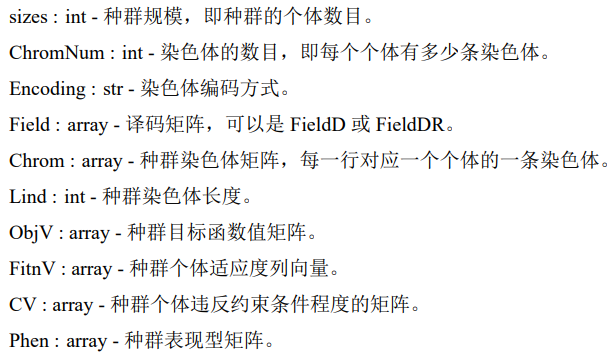 sizes : int - 种群规模，即种群的个体数目。
ChromNum : int - 染色体的数目，即每个个体有多少条染色体。
Encoding : str - 染色体编码方式。
Field : array - 译码矩阵，可以是 FieldD 或 FieldDR。
Chrom : array - 种群染色体矩阵，每一行对应一个个体的一条染色体。
Lind : int - 种群染色体长度。
ObjV : array - 种群目标函数值矩阵。
FitnV : array - 种群个体适应度列向量。
CV : array - 种群个体违反约束条件程度的矩阵。
Phen : array - 种群表现型矩阵。